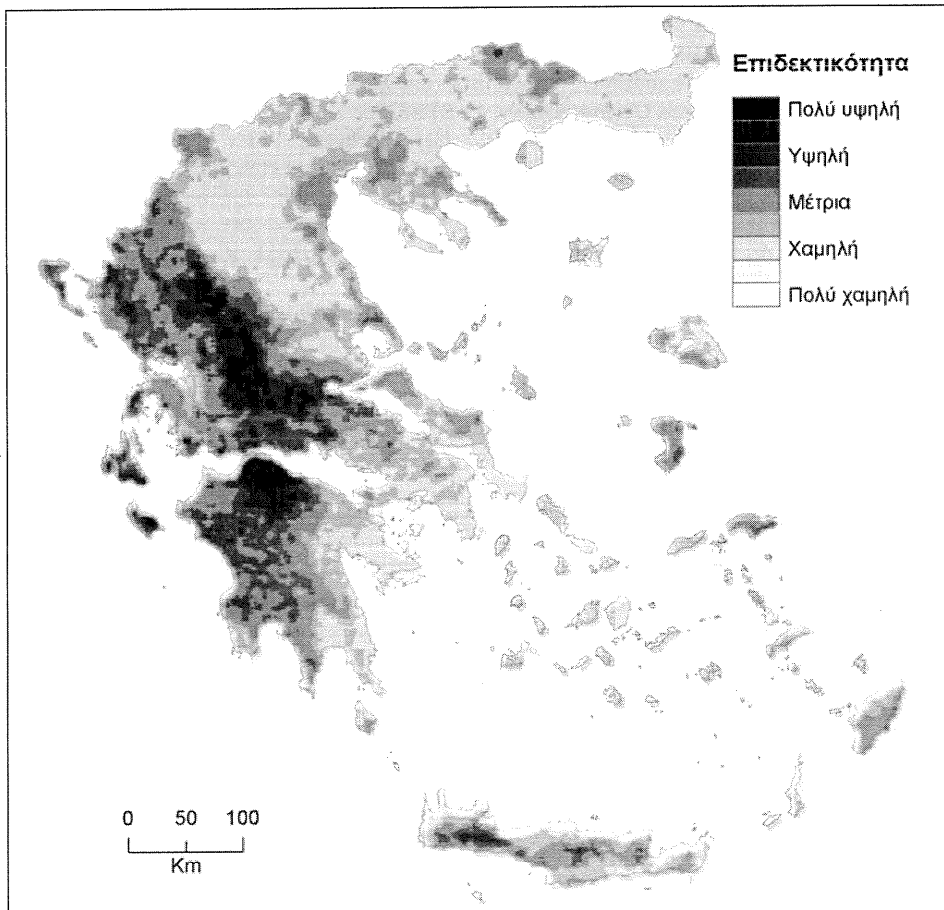 Επιδεκτικότητα
Πολύ υψηλή
Υψηλή
Μέτρια
Χαμηλή
Πολύ χαμηλή
0 50 100
Km